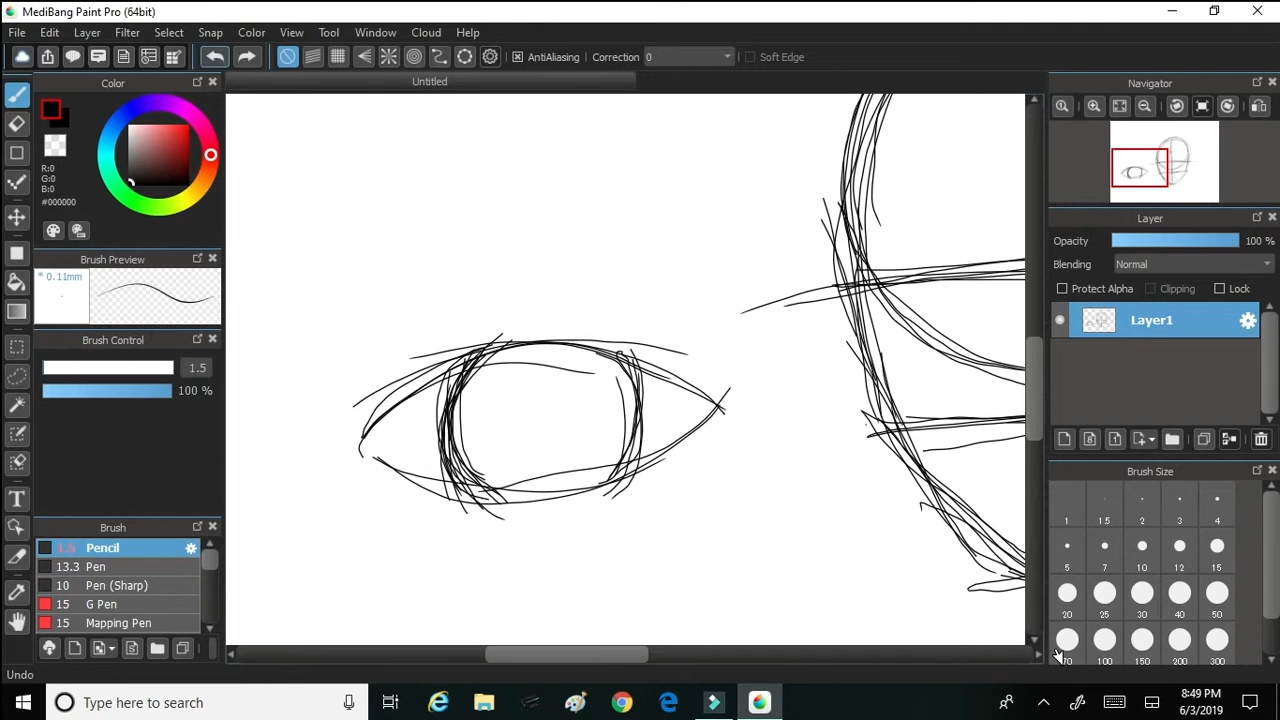 MediBang Paint Pro (64bit)
File Edit Layer Filter Select Snap Color View Tool Window Cloud Help
AntiAliasing Correction 0 Soft Edge
Untitled
Color
R:0
G:0
B:0
#000000
Brush Preview
* 0.11mm
Brush Control
1.5
100 %
Brush
1.5 Pencil
13.3 Pen
10 Pen (Sharp)
15 G Pen
15 Mapping Pen
Navigator
Layer
Opacity 100 %
Blending Normal
Protect Alpha Clipping Lock
Layer1
Brush Size
1 1.5 2 3 4
5 7 10 12 15
20 25 30 40 50
70 100 150 200 300
Undo
Type here to search
8:49 PM
6/3/2019